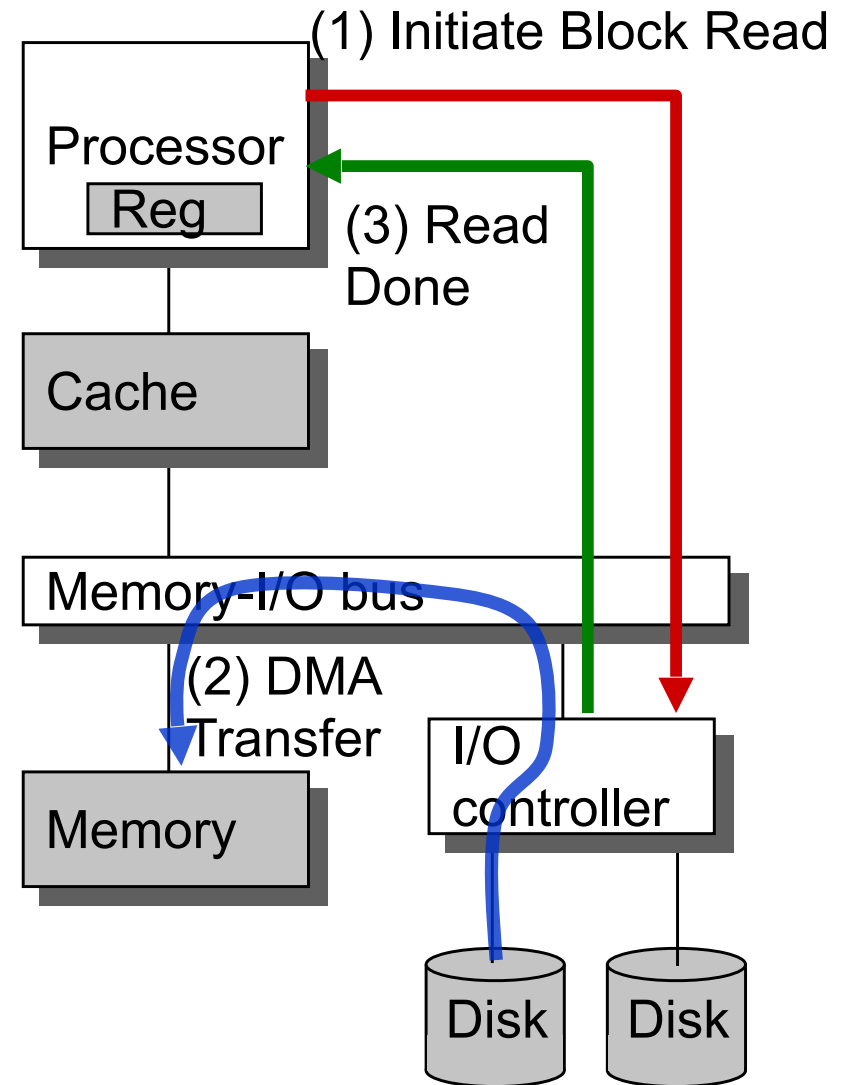 (1) Initiate Block Read
Processor
Reg
(3) Read
Done
Cache
Memory-I/O bus
(2) DMA
Transfer
I/O
controller
Memory
Disk
Disk